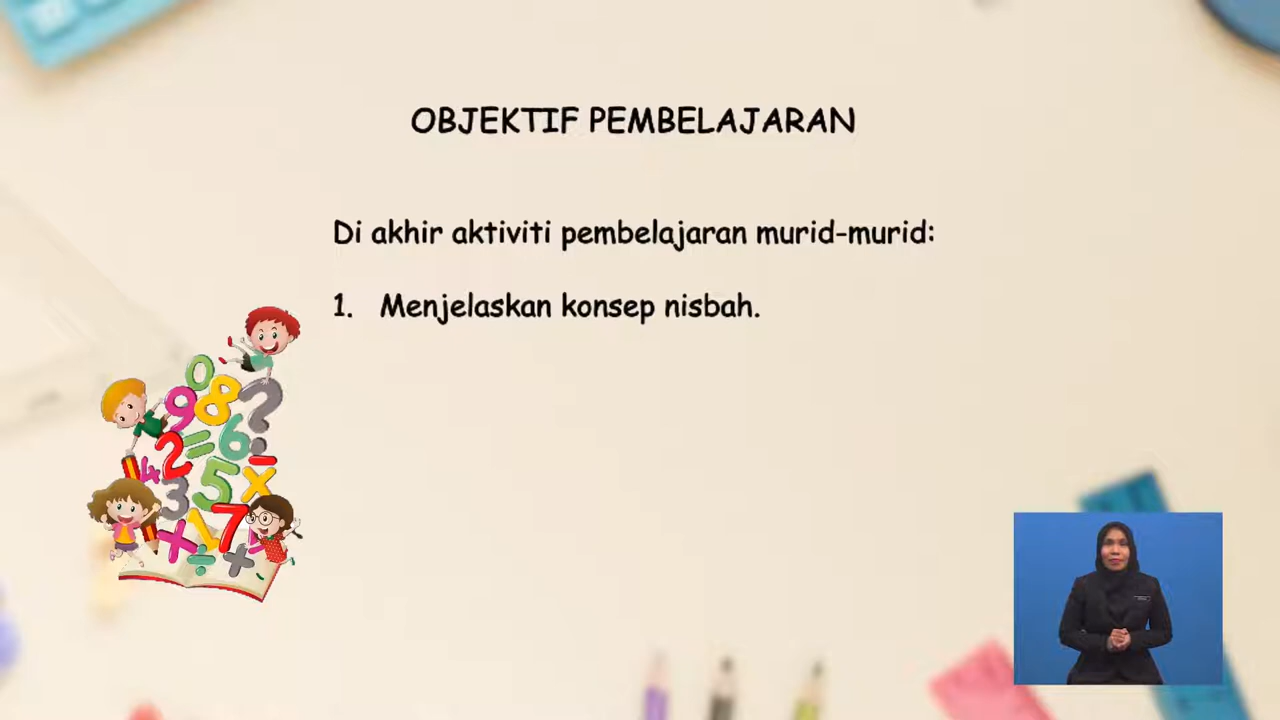 OBJEKTIF PEMBELAJARAN
Di akhir aktiviti pembelajaran murid-murid:
1. Menjelaskan konsep nisbah.